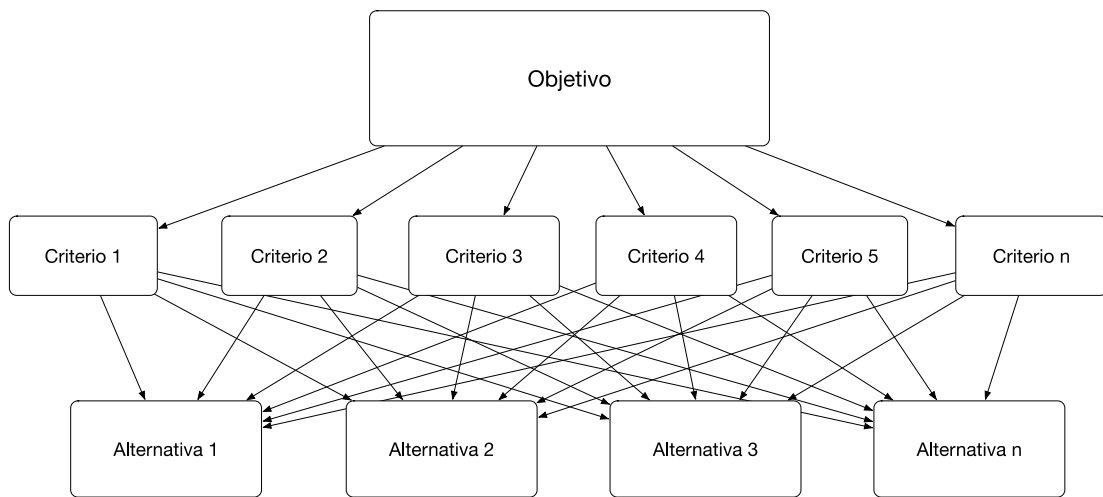 Objetivo
Criterio 1
Criterio 2
Criterio 3
Criterio 4
Criterio 5
Criterio n
Alternativa 1
Alternativa 2
Alternativa 3
Alternativa n